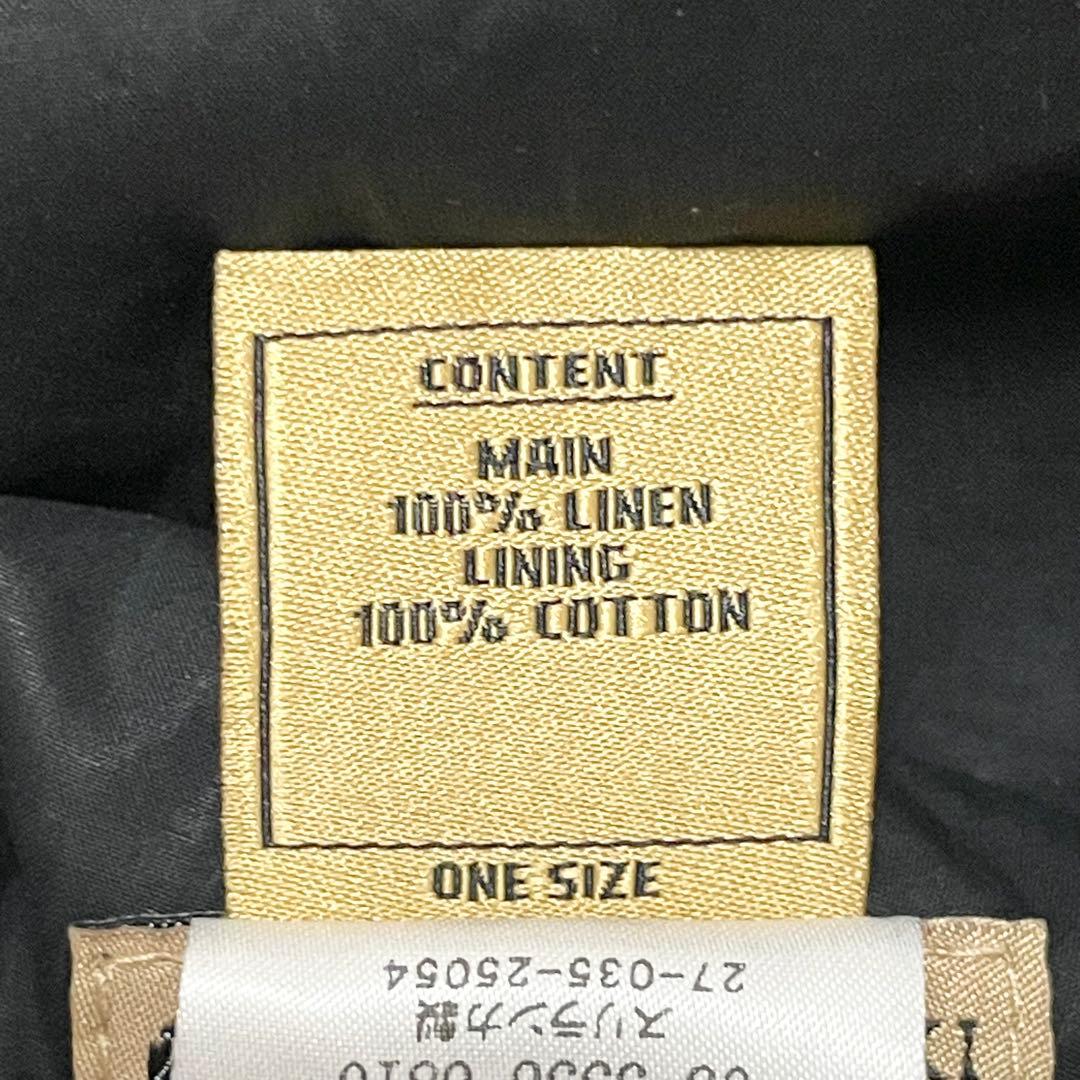 CONTENT
MAIN
100% LINEN
LINING
100% COTTON
ONE SIZE
スリランカ製
27-035-25054